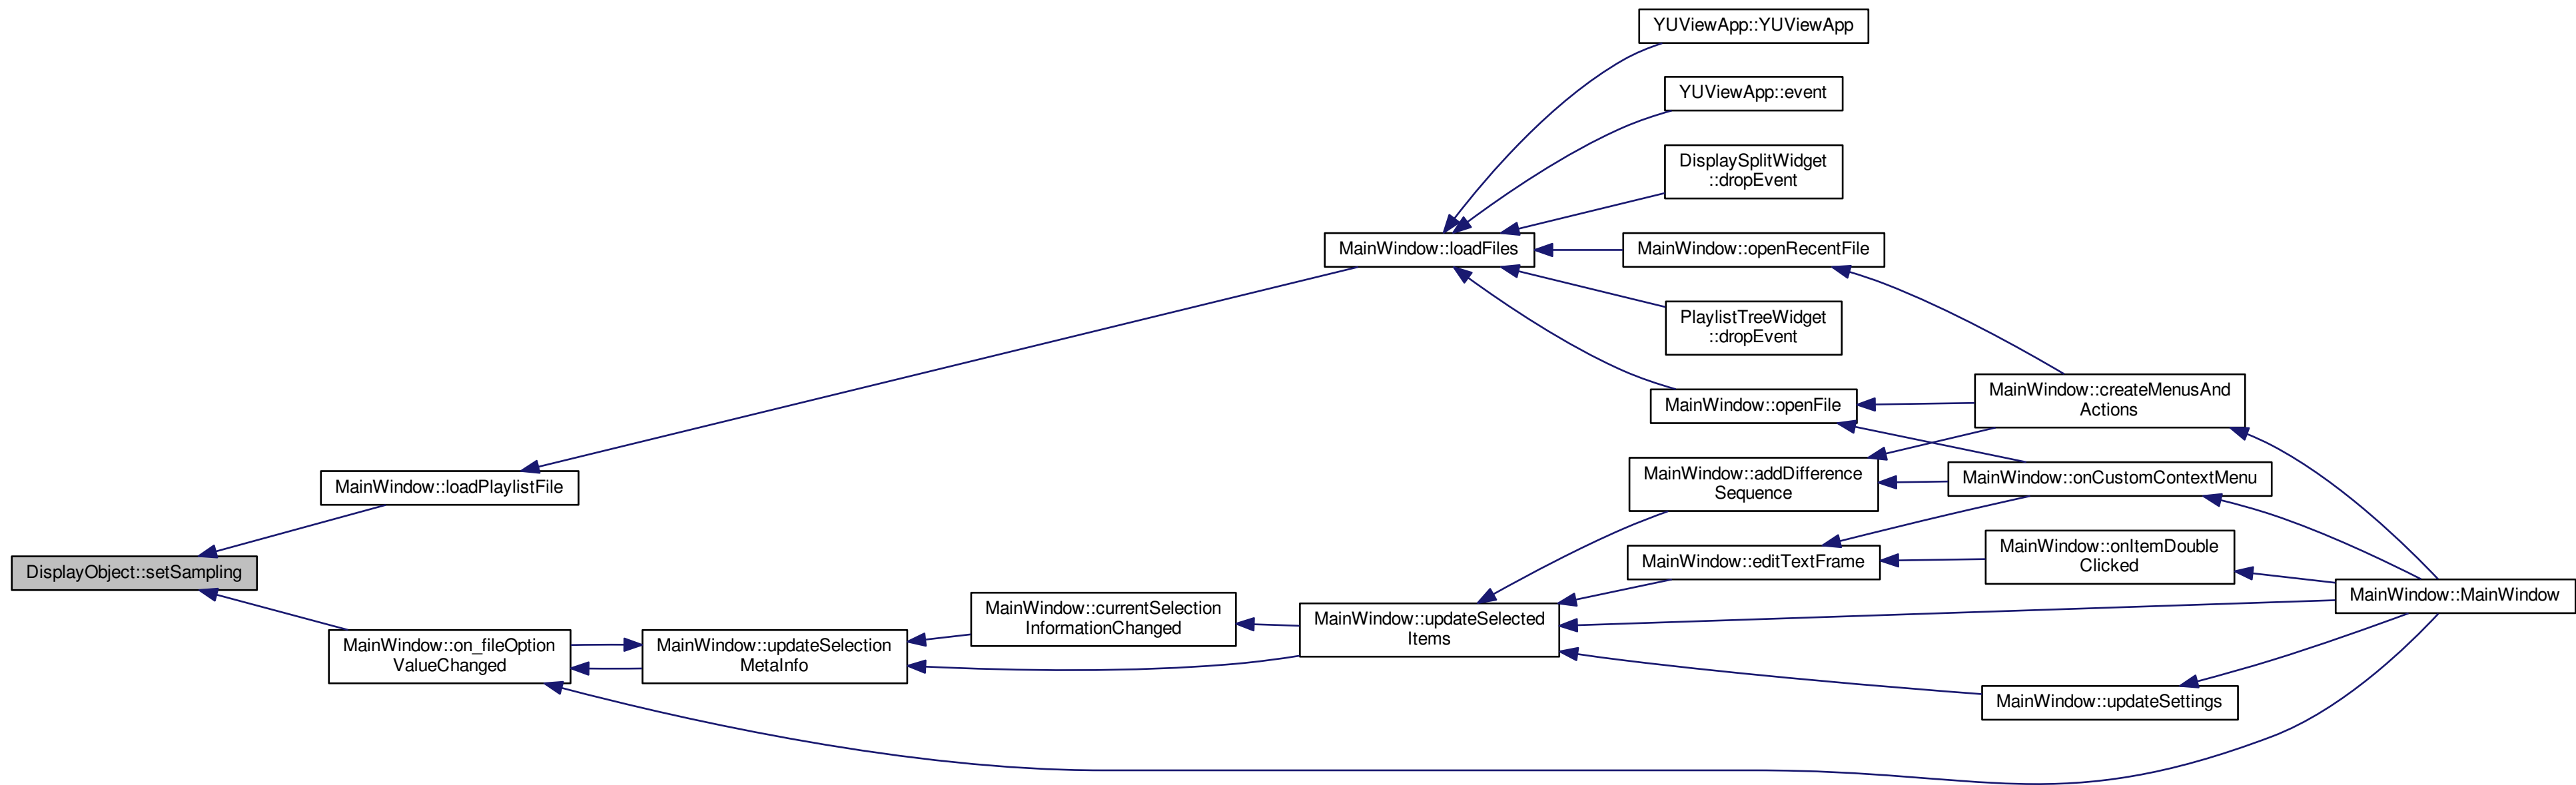 YUViewApp::YUViewApp
YUViewApp::event
DisplaySplitWidget
::dropEvent
MainWindow::loadFiles
MainWindow::openRecentFile
PlaylistTreeWidget
::dropEvent
MainWindow::openFile
MainWindow::createMenusAnd
Actions
MainWindow::loadPlaylistFile
MainWindow::addDifference
Sequence
MainWindow::onCustomContextMenu
DisplayObject::setSampling
MainWindow::editTextFrame
MainWindow::onItemDouble
Clicked
MainWindow::MainWindow
MainWindow::currentSelection
InformationChanged
MainWindow::updateSelected
Items
MainWindow::on_fileOption
ValueChanged
MainWindow::updateSelection
MetaInfo
MainWindow::updateSettings